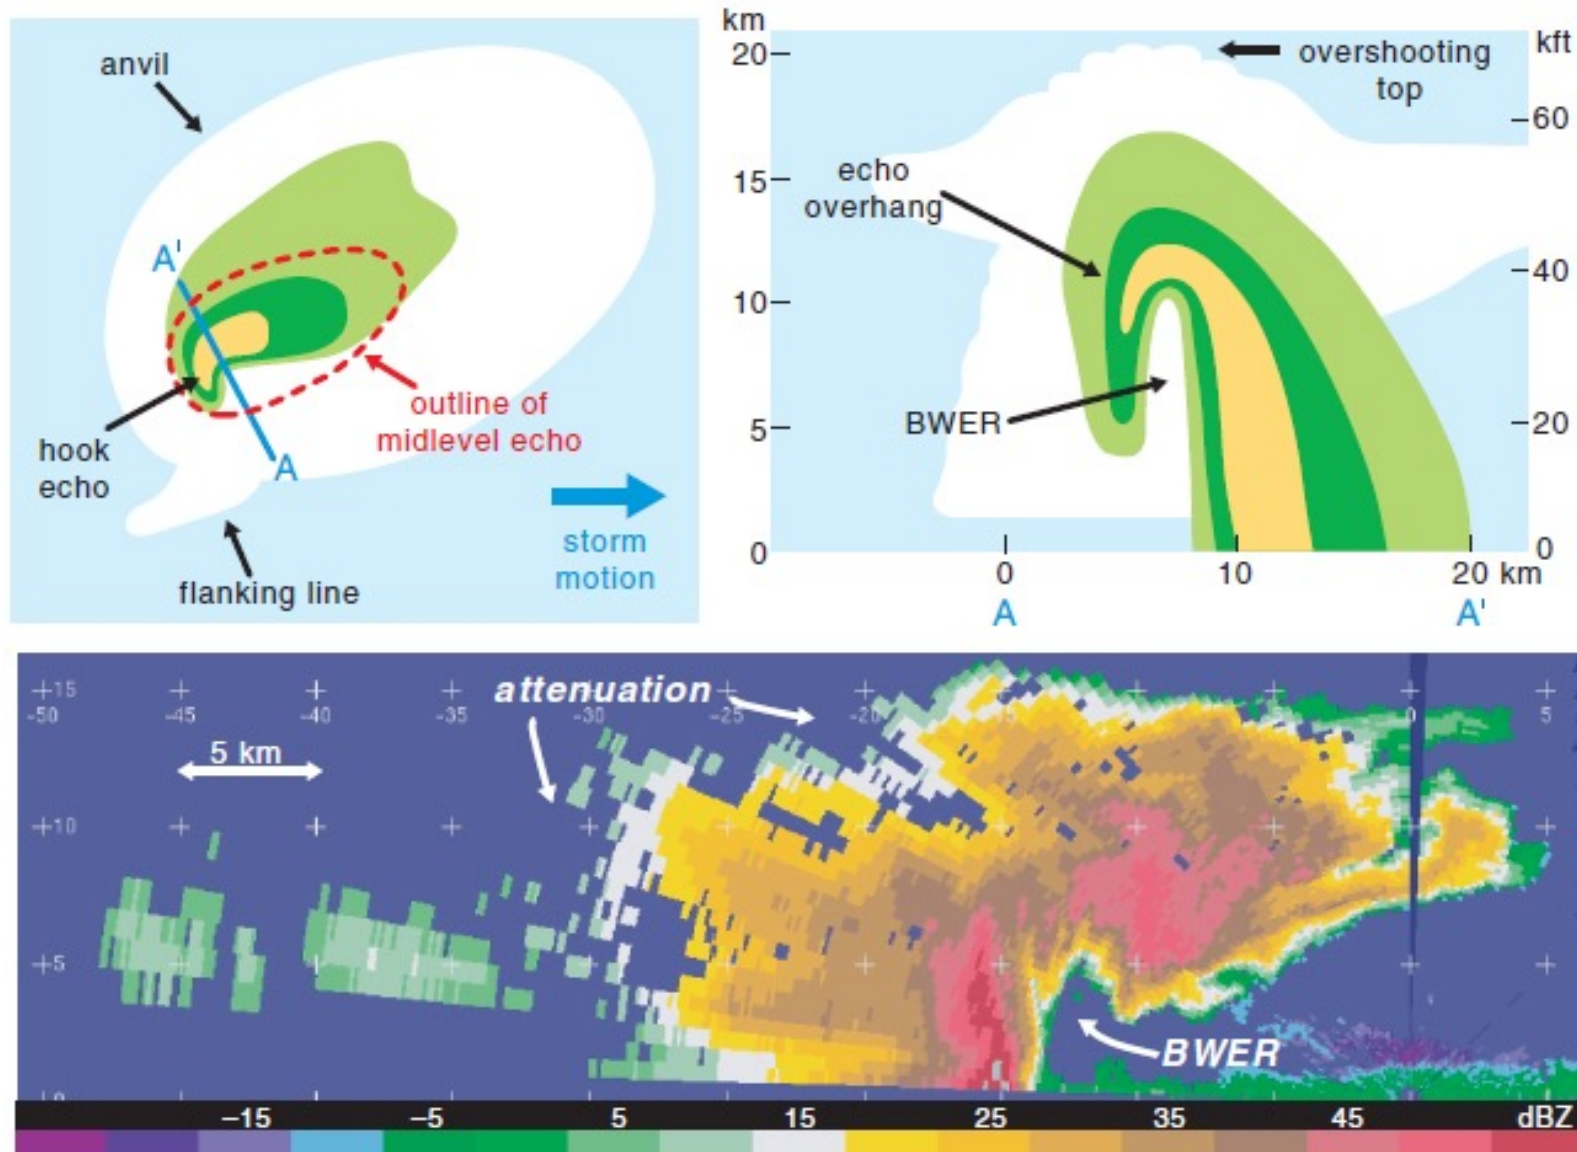 anvil
A'
hook
echo
A
outline of
midlevel echo
flanking line
storm
motion
km
20
15
10
5
0
kft
60
40
20
0
overshooting
top
echo
overhang
BWER
0
10
20 km
A
A'
attenuation
+15
-50
-45
-40
-35
-30
-25
-20
0
5
5 km
+10
+5
BWER
–15
–5
5
15
25
35
45
dBZ